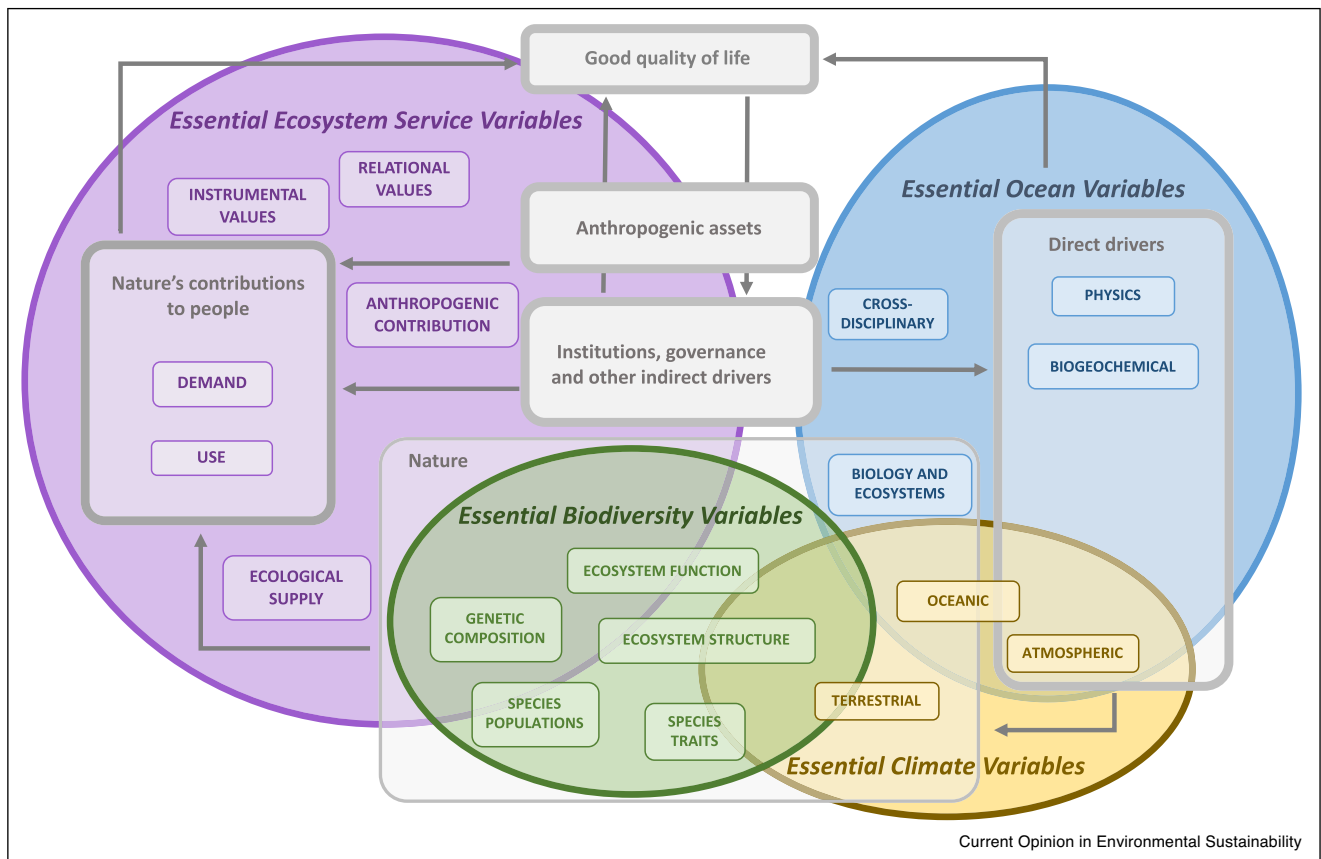 Good quality of life
Essential Ecosystem Service Variables
RELATIONAL
VALUES
INSTRUMENTAL
VALUES
Essential Ocean Variables
Anthropogenic assets
Direct drivers
Nature’s contributions
to people
PHYSICS
ANTHROPOGENIC
CONTRIBUTION
CROSS-
DISCIPLINARY
Institutions, governance
and other indirect drivers
BIOGEOCHEMICAL
DEMAND
USE
Nature
BIOLOGY AND
ECOSYSTEMS
Essential Biodiversity Variables
ECOSYSTEM FUNCTION
ECOLOGICAL
SUPPLY
OCEANIC
GENETIC
COMPOSITION
ECOSYSTEM STRUCTURE
ATMOSPHERIC
TERRESTRIAL
SPECIES
POPULATIONS
SPECIES
TRAITS
Essential Climate Variables
Current Opinion in Environmental Sustainability